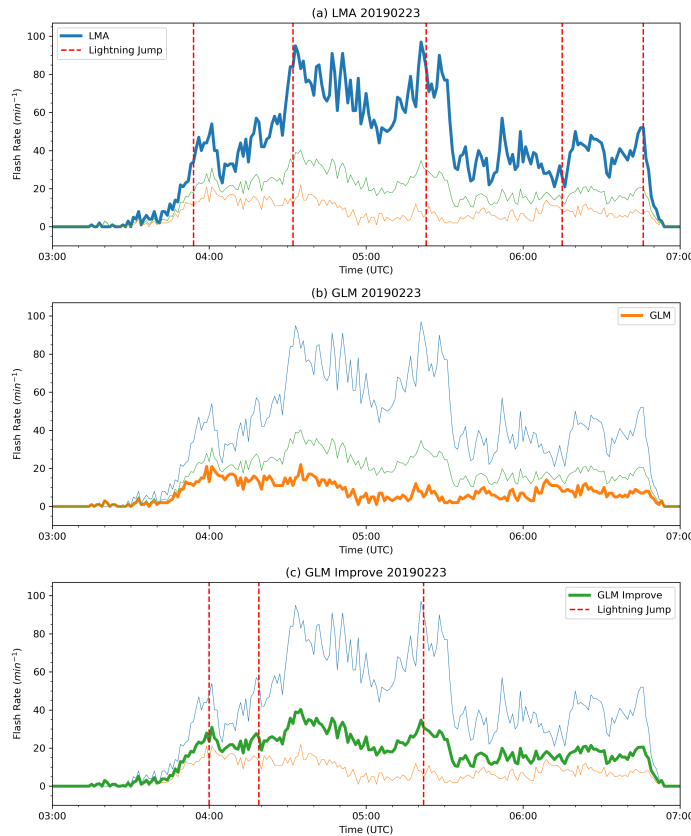 (a) LMA 20190223
LMA
Lightning Jump
Flash Rate (min⁻¹)
100
80
60
40
20
0
03:00 04:00 05:00 06:00 07:00
Time (UTC)
(b) GLM 20190223
GLM
Flash Rate (min⁻¹)
100
80
60
40
20
0
03:00 04:00 05:00 06:00 07:00
Time (UTC)
(c) GLM Improve 20190223
GLM Improve
Lightning Jump
Flash Rate (min⁻¹)
100
80
60
40
20
0
03:00 04:00 05:00 06:00 07:00
Time (UTC)